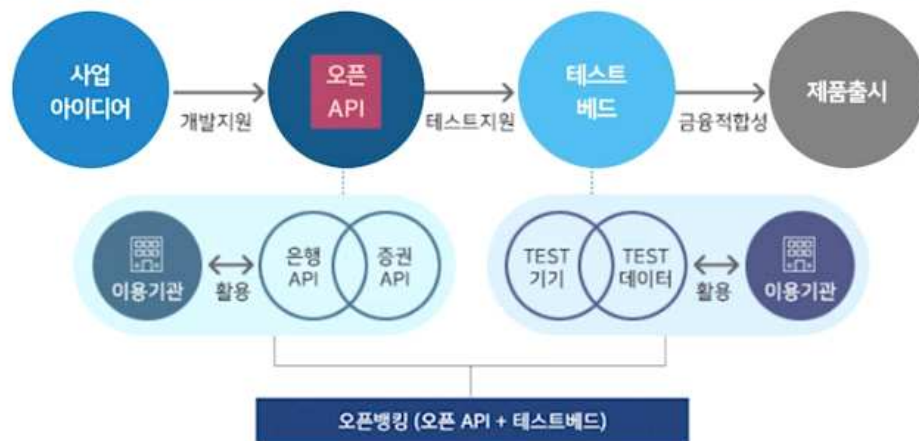 사업
아이디어
개발지원
오픈
API
테스트지원
테스트
베드
금융적합성
제품출시
이용기관
활용
은행
API
증권
API
TEST
기기
TEST
데이터
활용
이용기관
오픈뱅킹 (오픈 API + 테스트베드)